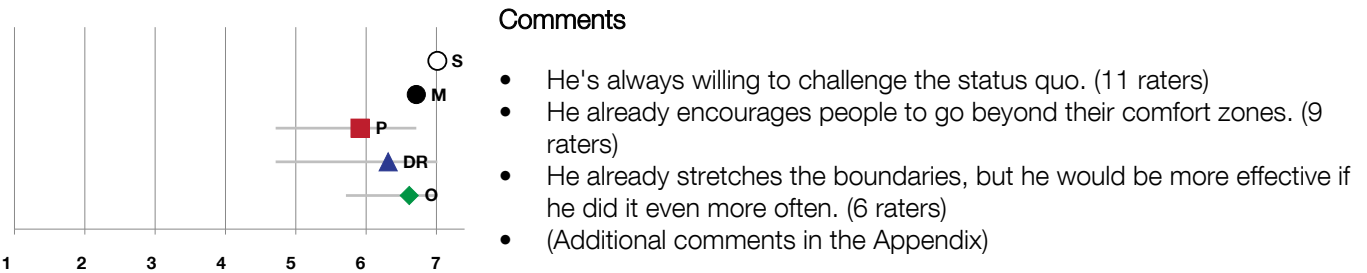 Comments
S
M
P
DR
O
1 2 3 4 5 6 7
• He's always willing to challenge the status quo. (11 raters)
• He already encourages people to go beyond their comfort zones. (9
raters)
• He already stretches the boundaries, but he would be more effective if
he did it even more often. (6 raters)
• (Additional comments in the Appendix)